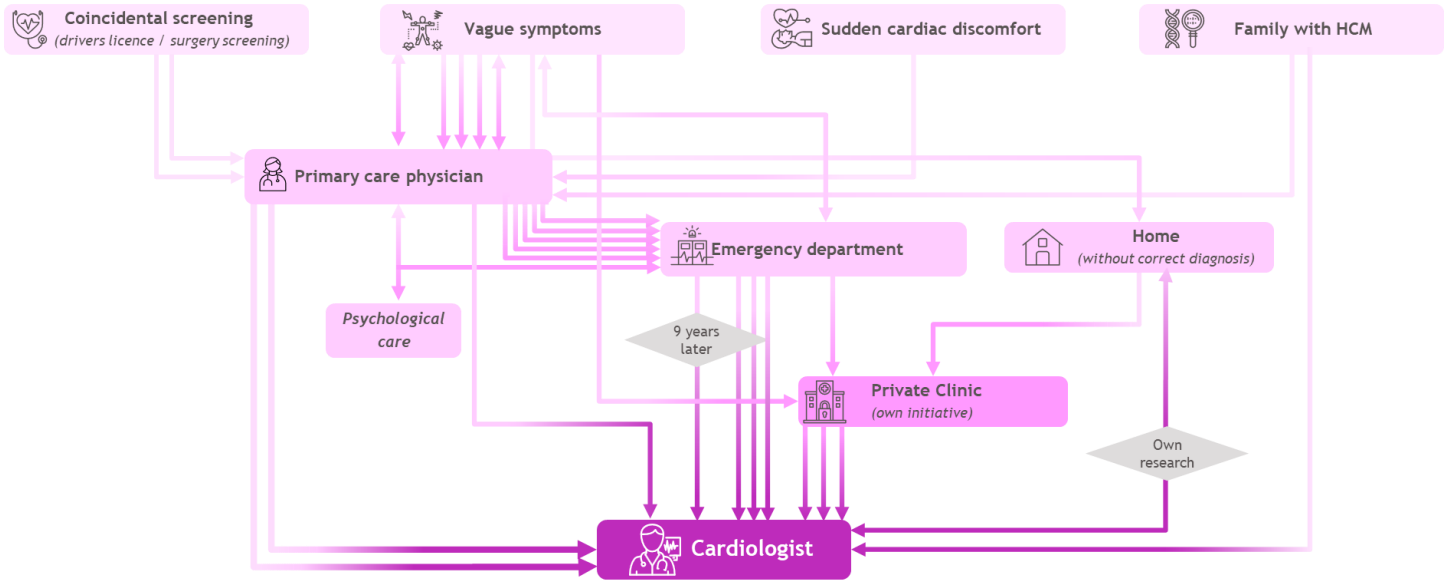 Coincidental screening
(drivers licence / surgery screening)
Vague symptoms
Sudden cardiac discomfort
Family with HCM
Primary care physician
Emergency department
Home
(without correct diagnosis)
Psychological
care
9 years
later
Private Clinic
(own initiative)
Own
research
Cardiologist